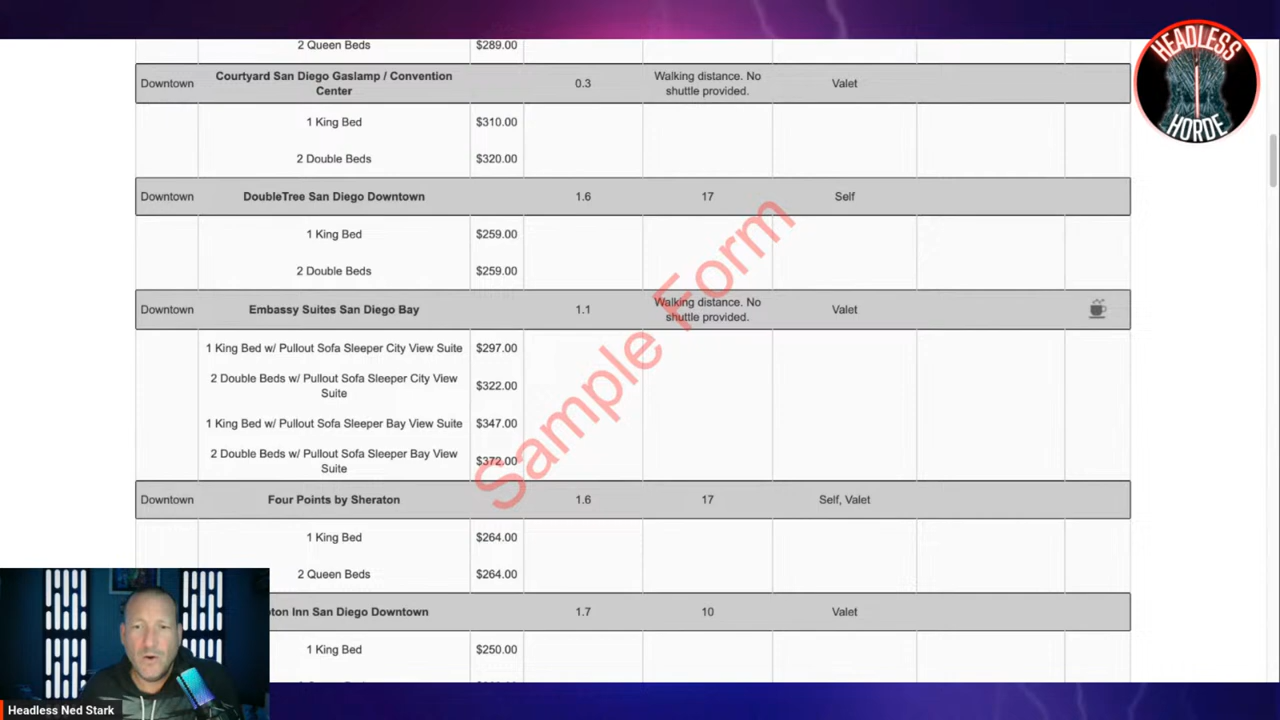 2 Queen Beds $289.00
Downtown Courtyard San Diego Gaslamp / Convention Center 0.3 Walking distance. No shuttle provided. Valet
1 King Bed $310.00
2 Double Beds $320.00
Downtown DoubleTree San Diego Downtown 1.6 17 Self
1 King Bed $259.00
2 Double Beds $259.00
Downtown Embassy Suites San Diego Bay 1.1 Walking distance. No shuttle provided. Valet
1 King Bed w/ Pullout Sofa Sleeper City View Suite $297.00
2 Double Beds w/ Pullout Sofa Sleeper City View Suite $322.00
1 King Bed w/ Pullout Sofa Sleeper Bay View Suite $347.00
2 Double Beds w/ Pullout Sofa Sleeper Bay View Suite $372.00
Downtown Four Points by Sheraton 1.6 17 Self, Valet
1 King Bed $264.00
2 Queen Beds $264.00
Inn San Diego Downtown 1.7 10 Valet
1 King Bed $250.00
Sample Form
HEADLESS
HORDE
Headless Ned Stark